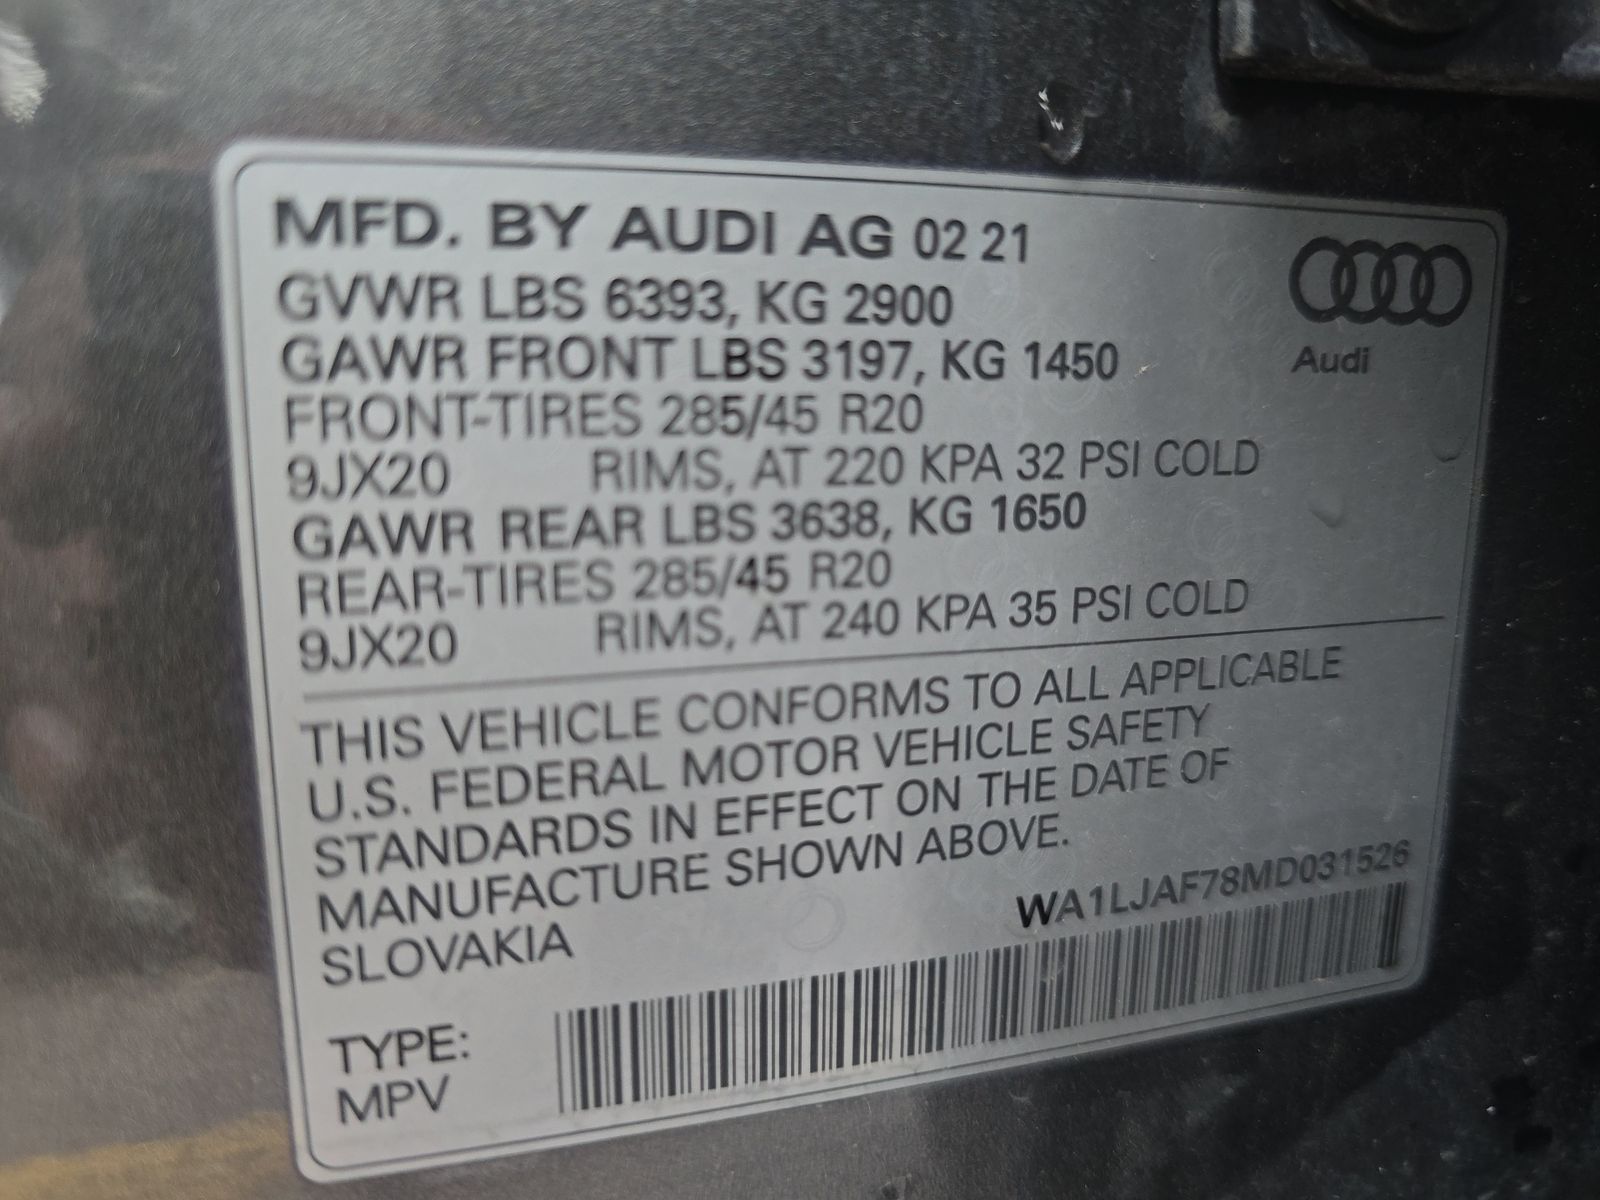 MFD. BY AUDI AG 02 21
GVWR LBS 6393, KG 2900
GAWR FRONT LBS 3197, KG 1450
FRONT-TIRES 285/45 R20
9JX20 RIMS, AT 220 KPA 32 PSI COLD
GAWR REAR LBS 3638, KG 1650
REAR-TIRES 285/45 R20
9JX20 RIMS, AT 240 KPA 35 PSI COLD
Audi
THIS VEHICLE CONFORMS TO ALL APPLICABLE
U.S. FEDERAL MOTOR VEHICLE SAFETY
STANDARDS IN EFFECT ON THE DATE OF
MANUFACTURE SHOWN ABOVE.
SLOVAKIA
WA1LJAF78MD031526
TYPE:
MPV